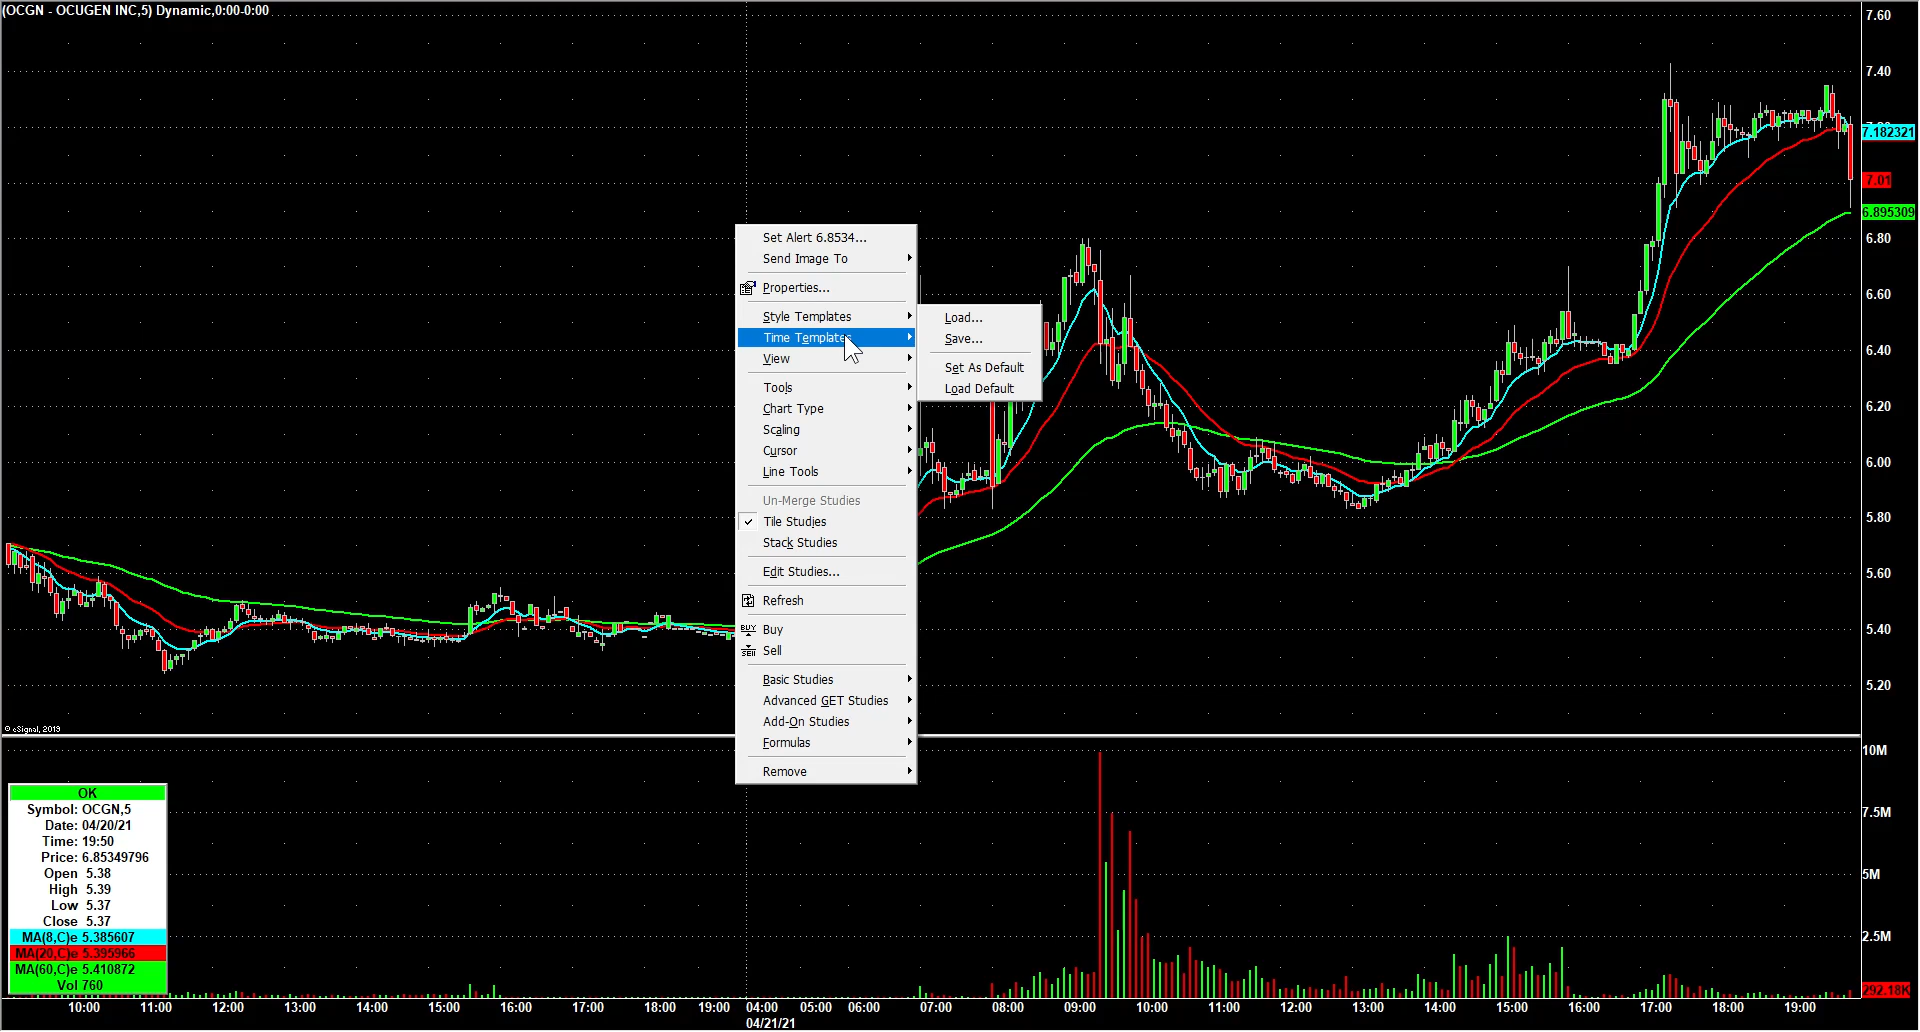 (OCGN - OCUGEN INC,5) Dynamic,0:00-0:00
7.60
7.40
7.182321
7.01
6.895309
6.80
6.60
6.40
6.20
6.00
5.80
5.60
5.40
5.20
Set Alert 6.8534...
Send Image To
Properties...
Style Templates
Time Templates
View
Tools
Chart Type
Scaling
Cursor
Line Tools
Un-Merge Studies
Tile Studies
Stack Studies
Edit Studies...
Refresh
BUY Buy
SELL Sell
Basic Studies
Advanced GET Studies
Add-On Studies
Formulas
Remove
Load...
Save...
Set As Default
Load Default
© eSignal, 2019
10M
7.5M
5M
2.5M
292.18K
OK
Symbol: OCGN,5
Date: 04/20/21
Time: 19:50
Price: 6.85349796
Open 5.38
High 5.39
Low 5.37
Close 5.37
MA(8,C)e 5.385607
MA(20,C)e 5.395966
MA(60,C)e 5.410872
Vol 760
10:00 11:00 12:00 13:00 14:00 15:00 16:00 17:00 18:00 19:00 04:00 05:00 06:00 07:00 08:00 09:00 10:00 11:00 12:00 13:00 14:00 15:00 16:00 17:00 18:00 19:00
04/21/21